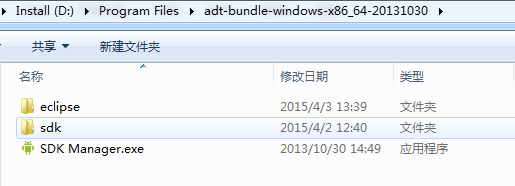 Install (D:) ▸ Program Files ▸ adt-bundle-windows-x86_64-20131030 ▸
共享 ▼ 新建文件夹
名称 修改日期 类型
eclipse 2015/4/3 13:39 文件夹
sdk 2015/4/2 12:40 文件夹
SDK Manager.exe 2013/10/30 14:49 应用程序